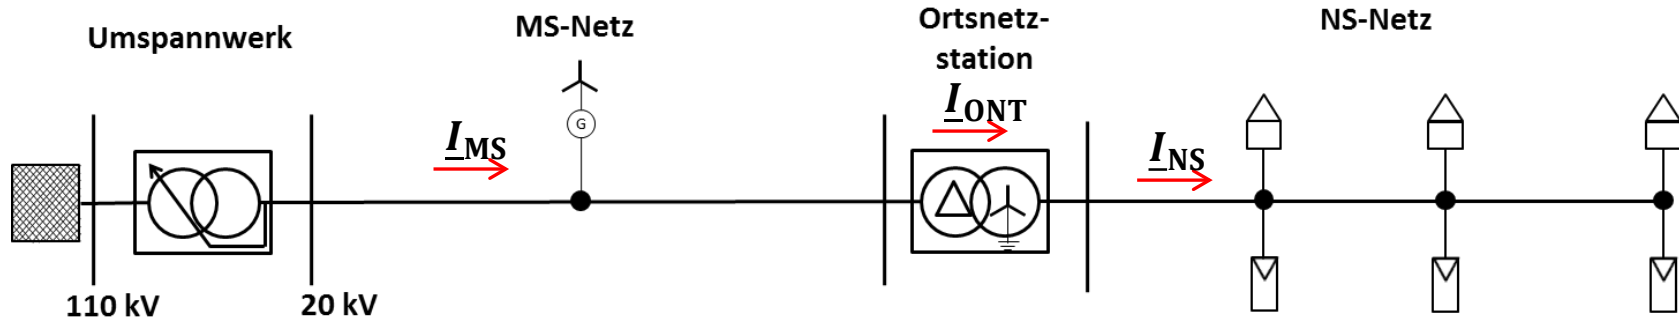 Umspannwerk
MS-Netz
Ortsnetz-
station
NS-Netz
I_MS
G
I_ONT
I_NS
110 kV
20 kV